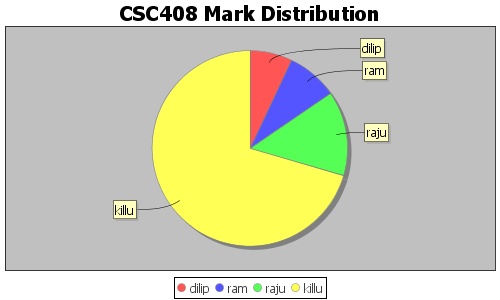 CSC408 Mark Distribution
dilip
ram
raju
killu
dilip ram raju killu